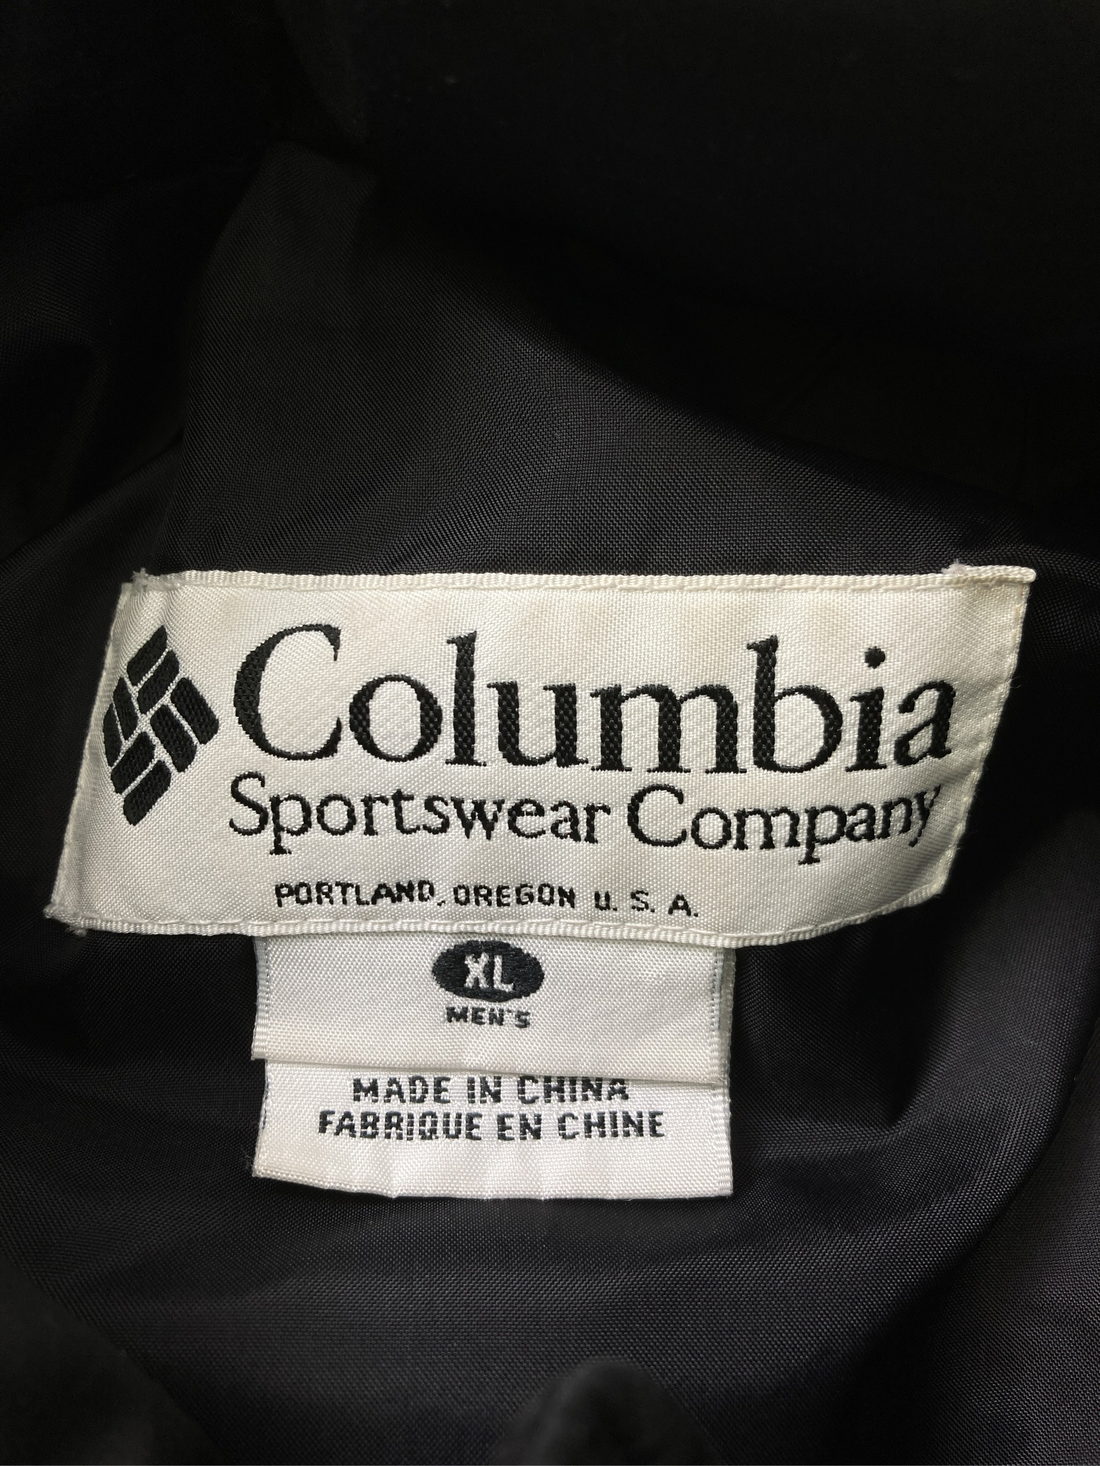 Columbia
Sportswear Company
PORTLAND, OREGON U. S. A.
XL
MEN'S
MADE IN CHINA
FABRIQUE EN CHINE